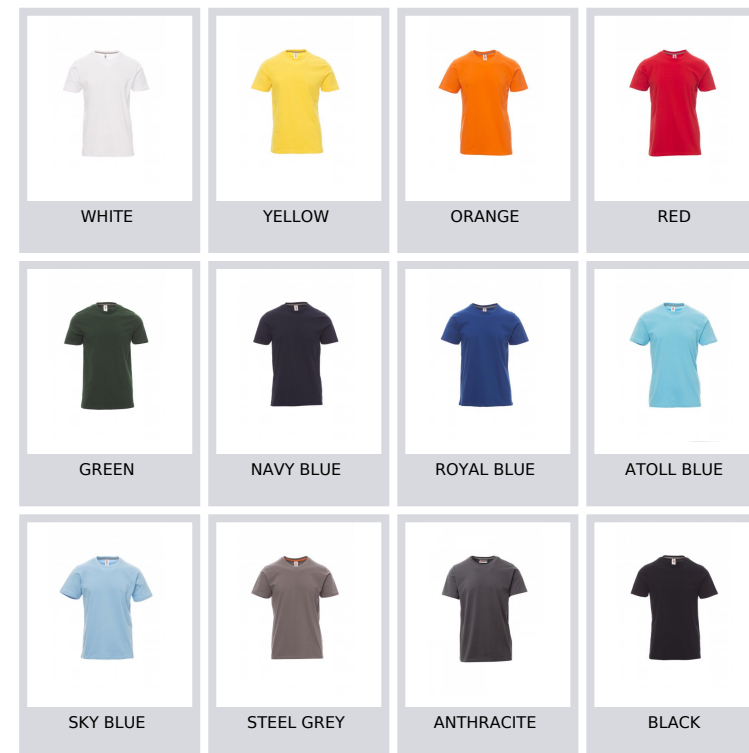 WHITE
YELLOW
ORANGE
RED
GREEN
NAVY BLUE
ROYAL BLUE
ATOLL BLUE
SKY BLUE
STEEL GREY
ANTHRACITE
BLACK